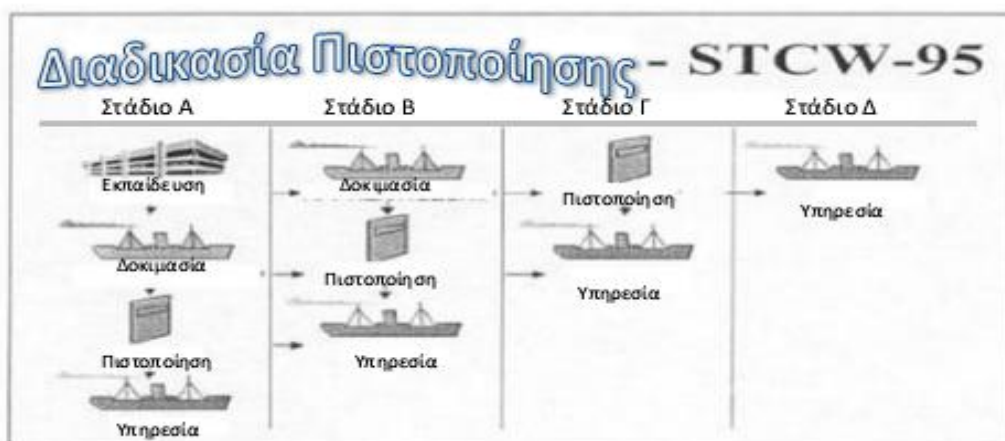 Διαδικασία Πιστοποίησης - STCW-95
Στάδιο Α
Στάδιο Β
Στάδιο Γ
Στάδιο Δ
Εκπαίδευση
Δοκιμασία
Πιστοποίηση
Υπηρεσία
Δοκιμασία
Πιστοποίηση
Υπηρεσία
Πιστοποίηση
Υπηρεσία
Υπηρεσία